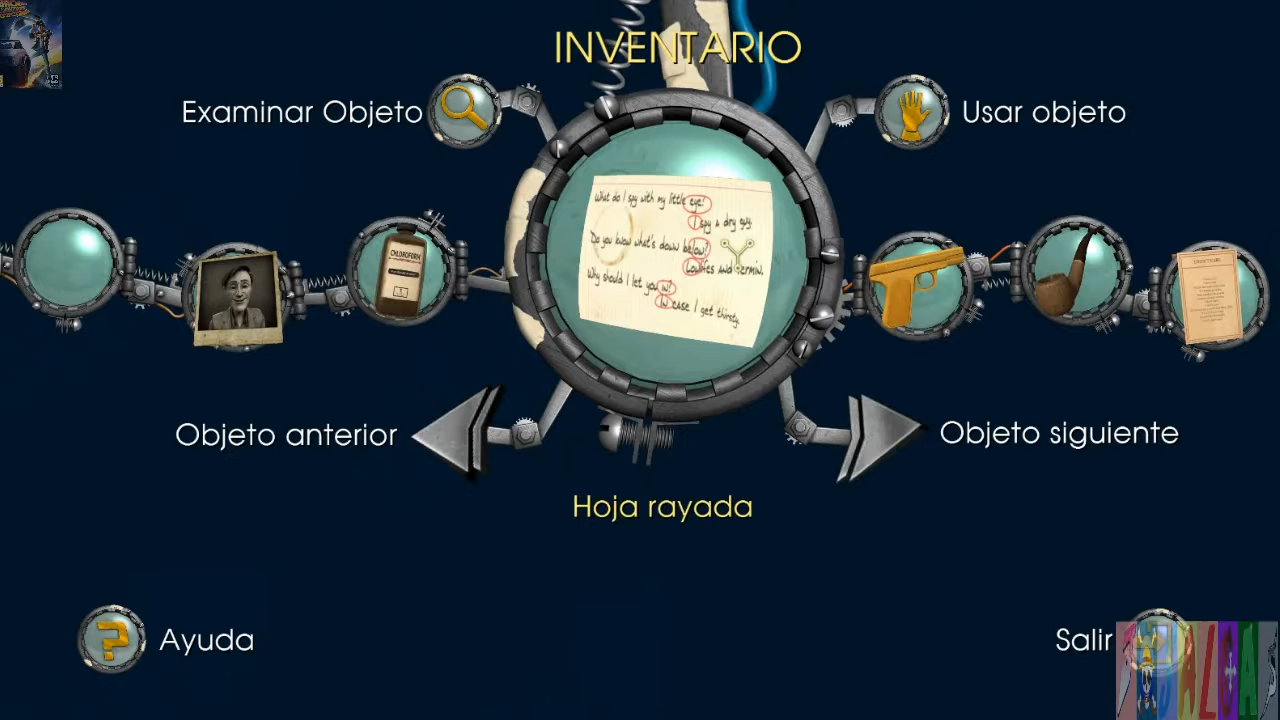 INVENTARIO
Examinar Objeto
Usar objeto
What do I spy with my little eye?
I spy a dry guy.
Do you know what's down below?
Lownies and vermin.
Why should I let you in?
In case I get thirsty.
CHLOROFORM
Objeto anterior
Objeto siguiente
Hoja rayada
Ayuda
Salir